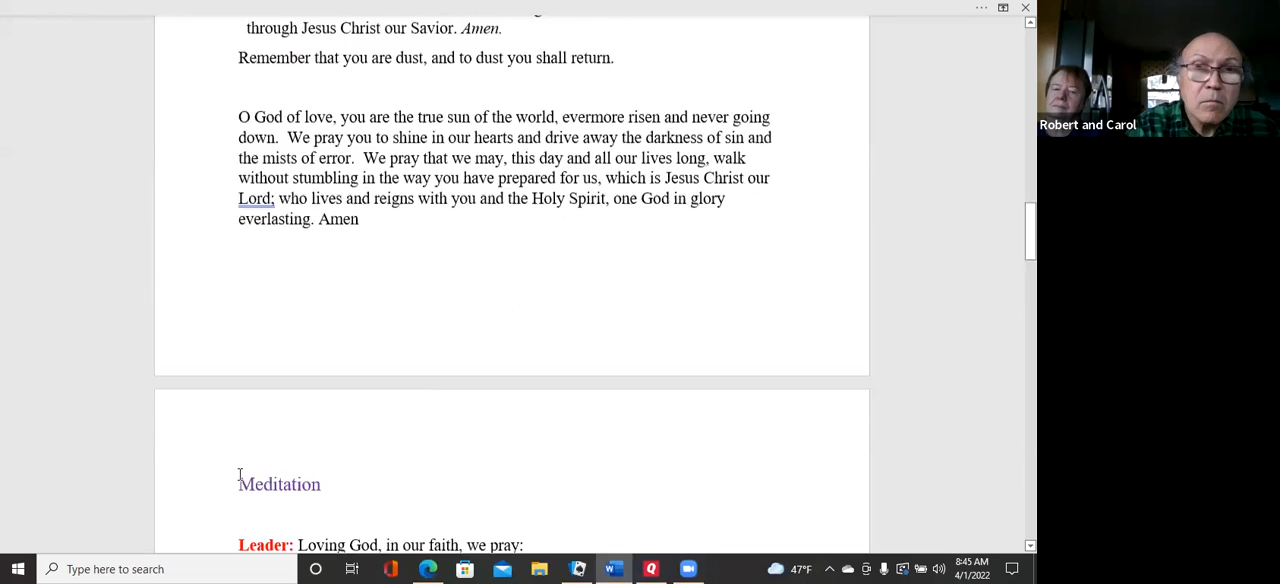 through Jesus Christ our Savior. Amen.
Remember that you are dust, and to dust you shall return.
O God of love, you are the true sun of the world, evermore risen and never going
down.  We pray you to shine in our hearts and drive away the darkness of sin and
the mists of error.  We pray that we may, this day and all our lives long, walk
without stumbling in the way you have prepared for us, which is Jesus Christ our
Lord; who lives and reigns with you and the Holy Spirit, one God in glory
everlasting. Amen
Meditation
Leader: Loving God, in our faith, we pray:
Robert and Carol
Type here to search
47°F
8:45 AM
4/1/2022